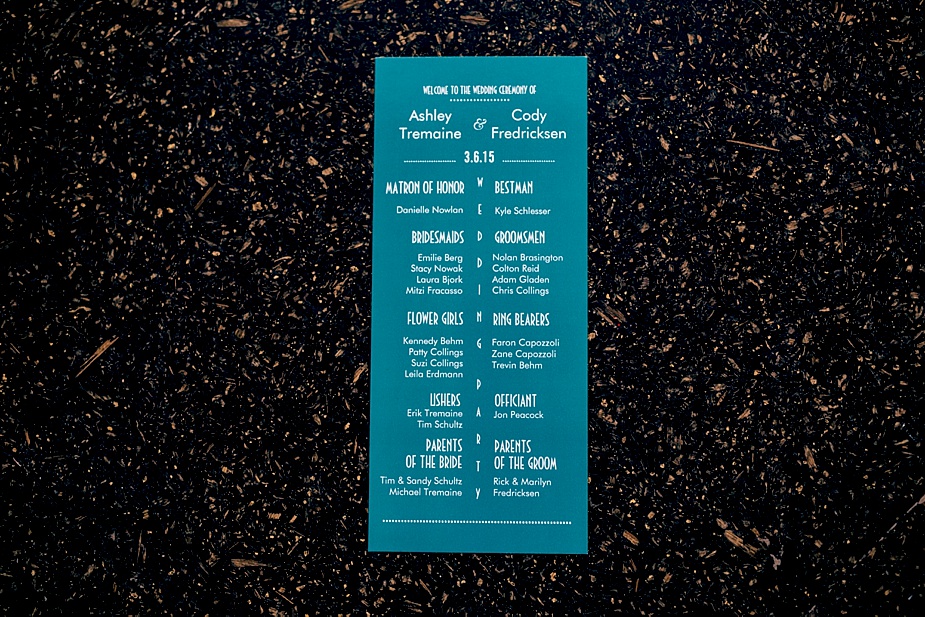 WELCOME TO THE WEDDING CEREMONY OF
Ashley Tremaine & Cody Fredricksen
3.6.15
WEDDING PARTY
MATRON OF HONOR
Danielle Nowlan
BESTMAN
Kyle Schlesser
BRIDESMAIDS
Emilie Berg
Stacy Nowak
Laura Bjork
Mitzi Fracasso
GROOMSMEN
Nolan Brasington
Colton Reid
Adam Gladen
Chris Collings
FLOWER GIRLS
Kennedy Behm
Patty Collings
Suzi Collings
Leila Erdmann
RING BEARERS
Faron Capozzoli
Zane Capozzoli
Trevin Behm
USHERS
Erik Tremaine
Tim Schultz
OFFICIANT
Jon Peacock
PARENTS
OF THE BRIDE
Tim & Sandy Schultz
Michael Tremaine
PARENTS
OF THE GROOM
Rick & Marilyn
Fredricksen